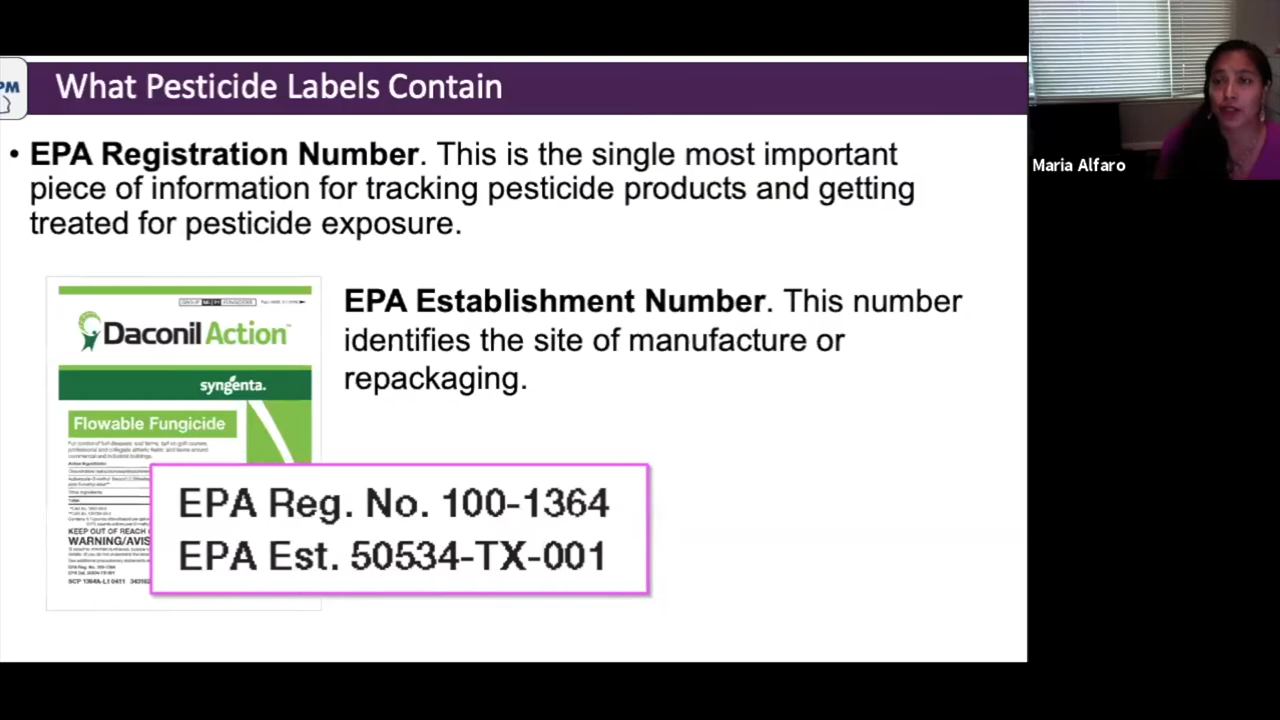 PM
What Pesticide Labels Contain
• EPA Registration Number. This is the single most important
piece of information for tracking pesticide products and getting
treated for pesticide exposure.
EPA Establishment Number. This number
identifies the site of manufacture or
repackaging.
Daconil Action™
syngenta.
Flowable Fungicide
KEEP OUT OF REACH
WARNING/AVIS
EPA Reg. No. 100-1364
EPA Est. 50534-TX-001
Maria Alfaro